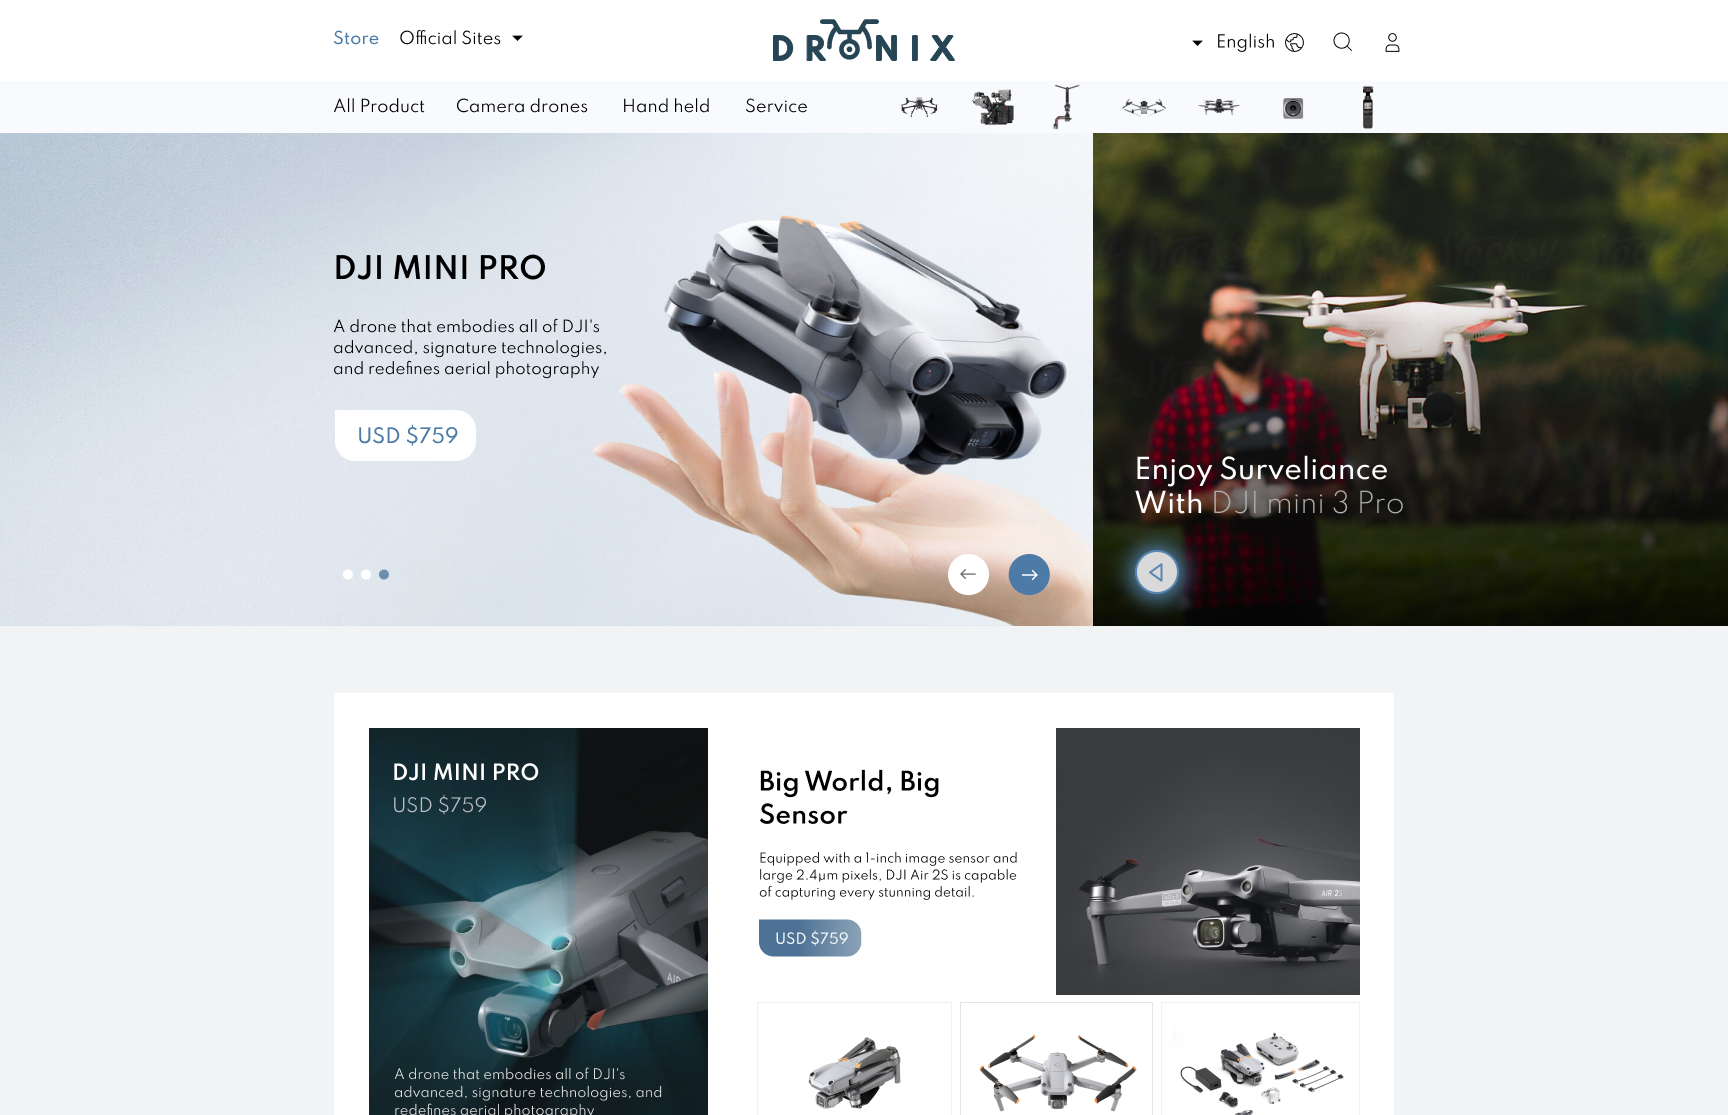 Store
Official Sites
DRONIX
English
All Product
Camera drones
Hand held
Service
DJI MINI PRO
A drone that embodies all of DJI's
advanced, signature technologies,
and redefines aerial photography
USD $759
Enjoy Surveliance
With DJI mini 3 Pro
DJI MINI PRO
USD $759
A drone that embodies all of DJI's
advanced, signature technologies, and
redefines aerial photography
Big World, Big
Sensor
Equipped with a 1-inch image sensor and
large 2.4μm pixels, DJI Air 2S is capable
of capturing every stunning detail.
USD $759
AIR 2S
AIR